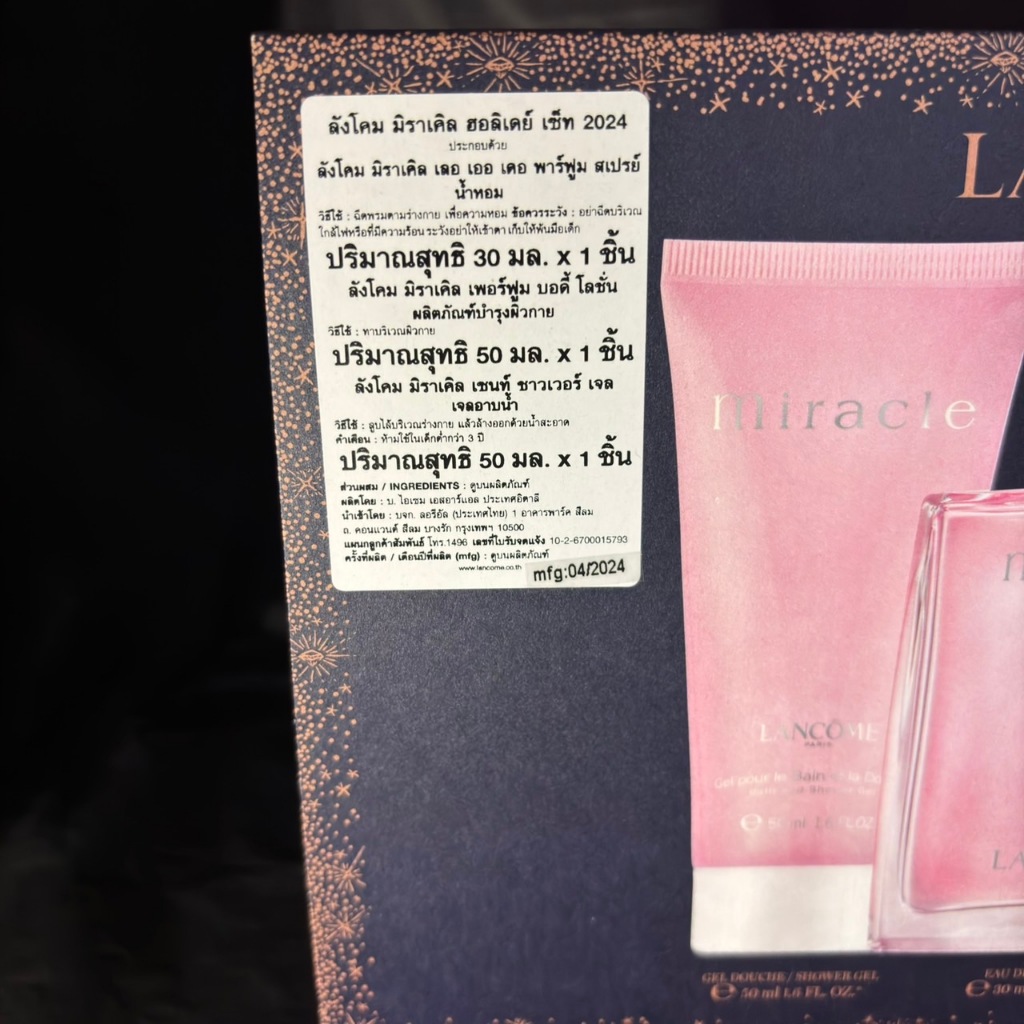 ลังโคม มิราเคิล ฮอลิเดย์ เซ็ท 2024
ประกอบด้วย
ลังโคม มิราเคิล เลอ เออ เดอ พาร์ฟูม สเปรย์
น้ำหอม
วิธีใช้ : ฉีดพรมตามร่างกาย เพื่อความหอม ข้อควรระวัง : อย่าฉีดบริเวณ
ใกล้ไฟหรือที่มีความร้อน ระวังอย่าให้เข้าตา เก็บให้พ้นมือเด็ก
ปริมาณสุทธิ 30 มล. x 1 ชิ้น
ลังโคม มิราเคิล เพอร์ฟูม บอดี้ โลชั่น
ผลิตภัณฑ์บำรุงผิวกาย
วิธีใช้ : ทาบริเวณผิวกาย
ปริมาณสุทธิ 50 มล. x 1 ชิ้น
ลังโคม มิราเคิล เซนท์ ชาวเวอร์ เจล
เจลอาบน้ำ
วิธีใช้ : ลูบไล้บริเวณร่างกาย แล้วล้างออกด้วยน้ำสะอาด
คำเตือน : ห้ามใช้ในเด็กต่ำกว่า 3 ปี
ปริมาณสุทธิ 50 มล. x 1 ชิ้น
ส่วนผสม / INGREDIENTS : ดูบนผลิตภัณฑ์
ผลิตโดย : บ. ไอเซม เอสอาร์แอล ประเทศอิตาลี
นำเข้าโดย : บจก. ลอรีอัล (ประเทศไทย) 1 อาคารพาร์ค สีลม
ถ. คอนแวนต์ สีลม บางรัก กรุงเทพฯ 10500
แผนกลูกค้าสัมพันธ์ โทร.1496 เลขที่ใบรับจดแจ้ง 10-2-6700015793
ครั้งที่ผลิต / เดือนปีที่ผลิต (mfg) : ดูบนผลิตภัณฑ์
www.lancome.co.th
mfg:04/2024
LA
miracle
LANCÔME
PARIS
Gel pour le Bain
Shower Gel
50 ml 1.6 FL.OZ.
m
LA
GEL DOUCHE / SHOWER GEL
e 50 ml 1.6 FL. OZ.
EAU D
e 30 m